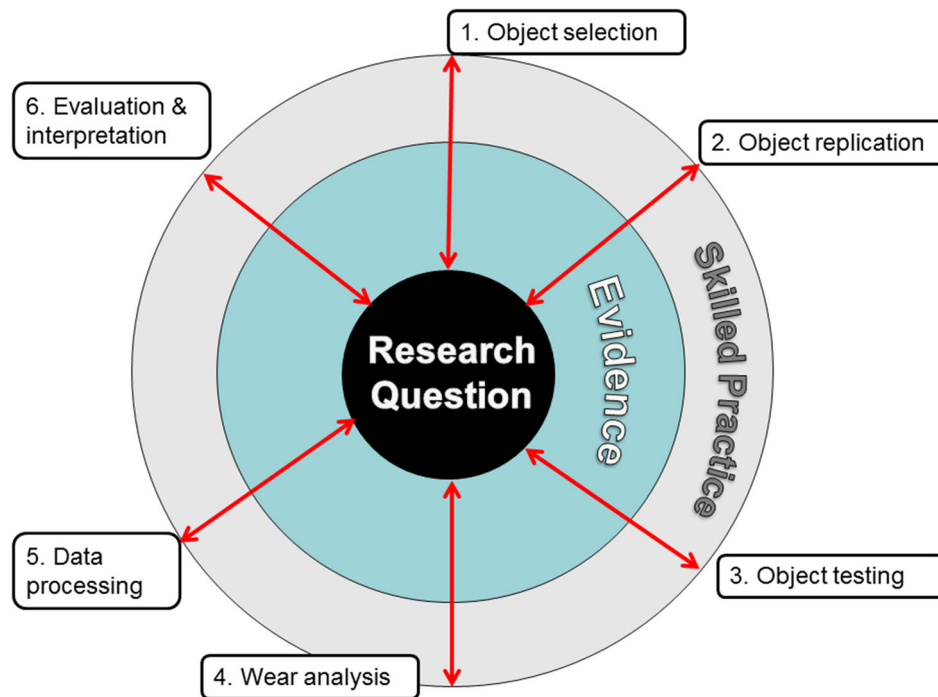 1. Object selection
6. Evaluation &
interpretation
2. Object replication
Research
Question
Evidence
Skilled Practice
5. Data
processing
3. Object testing
4. Wear analysis